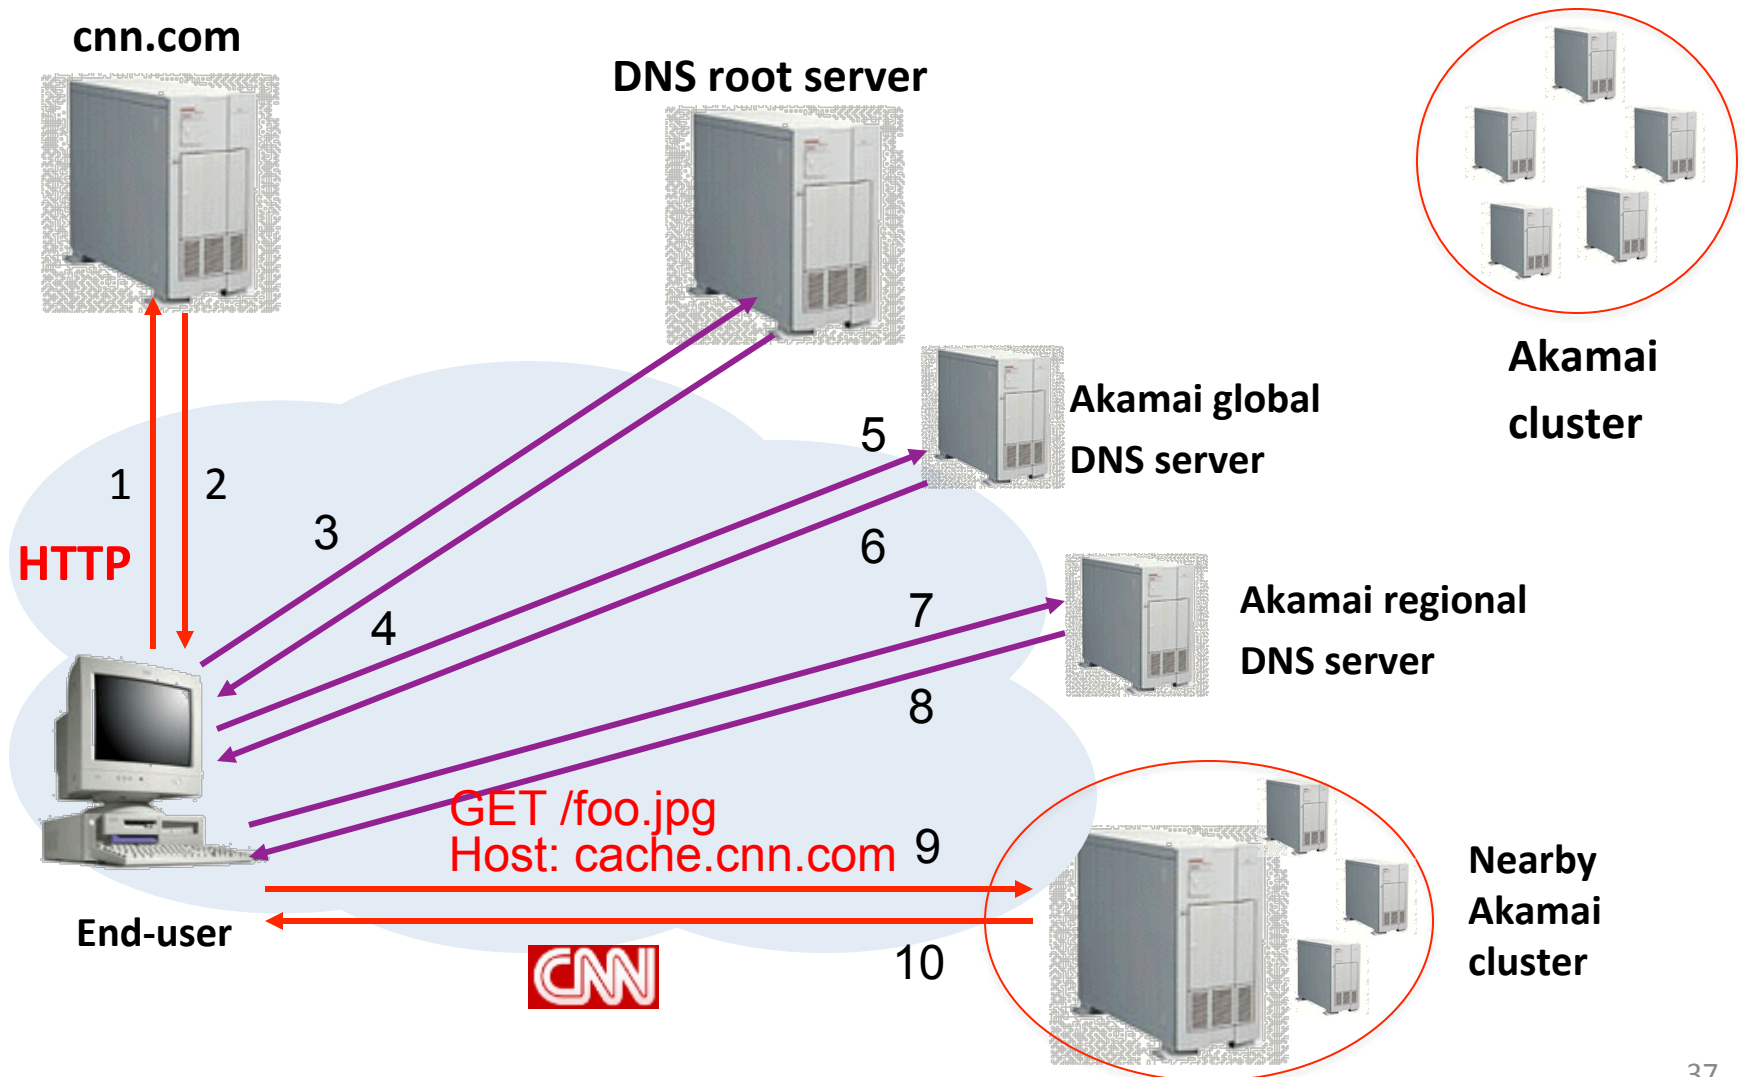 cnn.com
DNS root server
Akamai
cluster
Akamai global
DNS server
5
1
2
3
6
HTTP
4
7
Akamai regional
DNS server
8
GET /foo.jpg
Host: cache.cnn.com
9
Nearby
Akamai
cluster
End-user
CNN
10
37